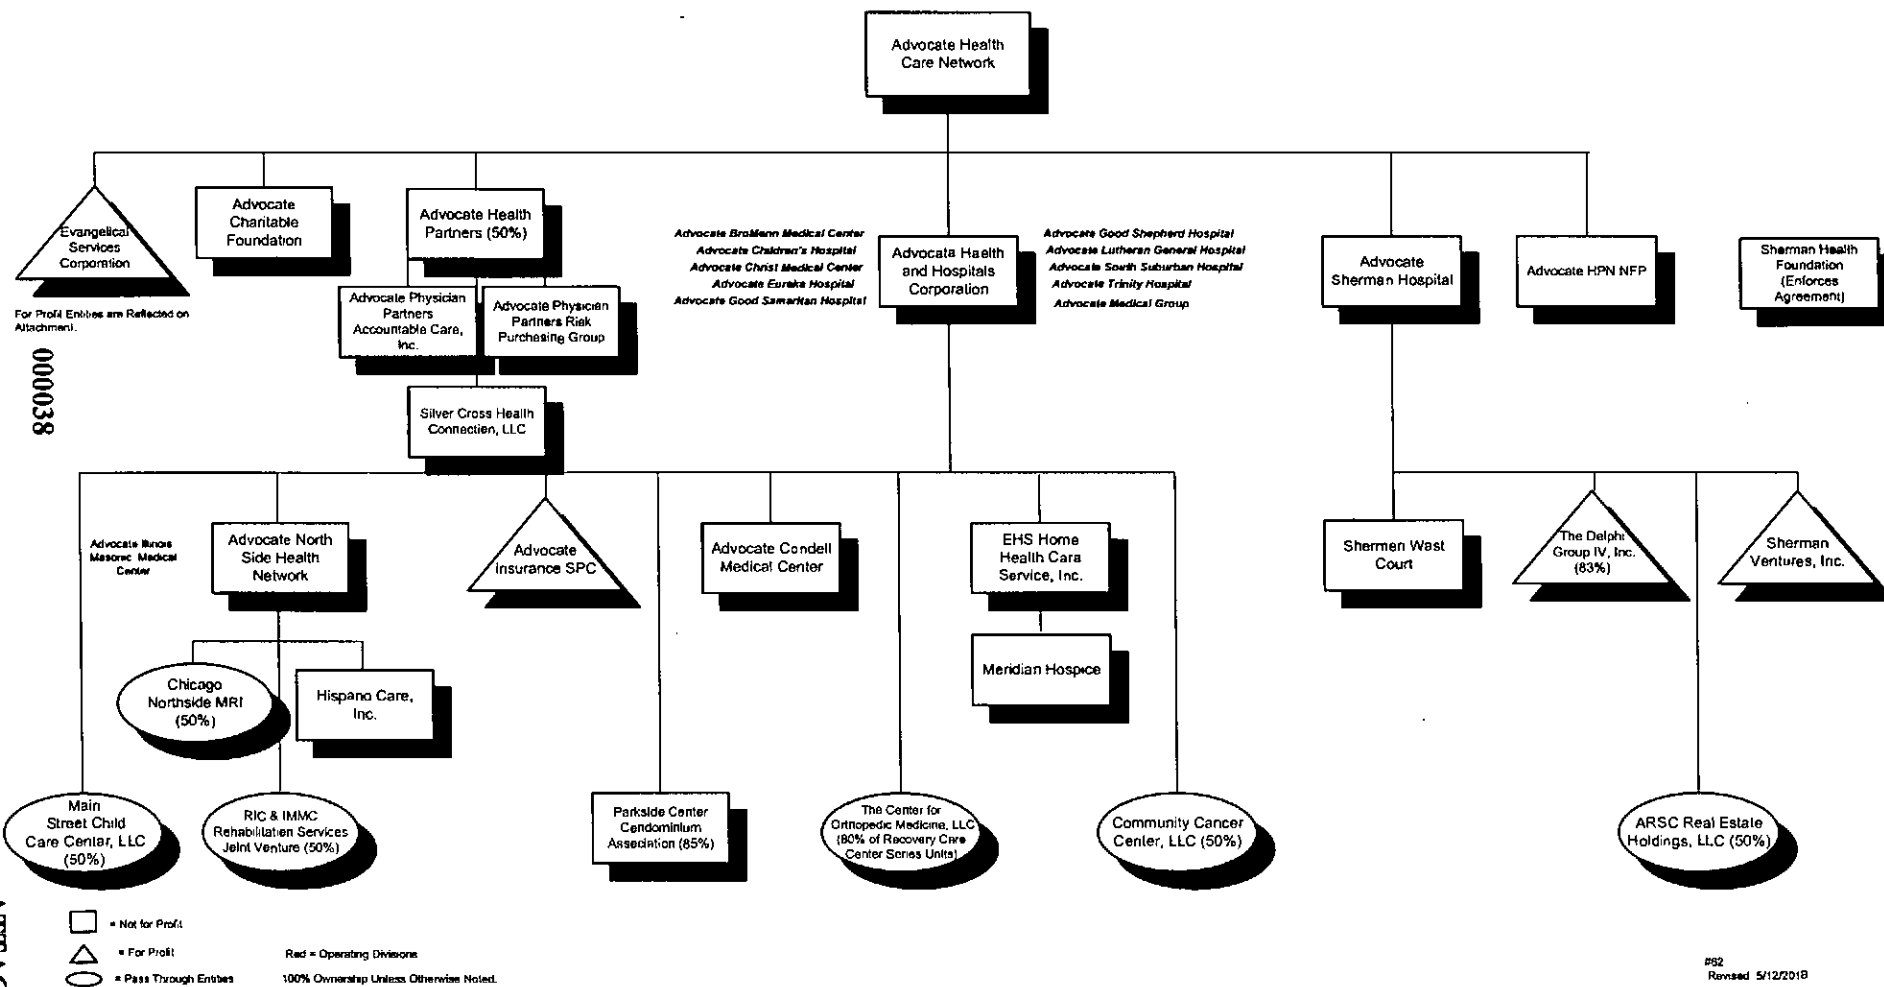 Advocate Health
Care Network
Evangelical
Services
Corporation
For Profit Entities are Reflected on
Attachment.
Advocate
Charitable
Foundation
Advocate Health
Partners (50%)
Advocate Physician
Partners
Accountable Care,
Inc.
Advocate Physician
Partners Risk
Purchasing Group
Silver Cross Health
Connection, LLC
Advocate BroMenn Medical Center
Advocate Children's Hospital
Advocate Christ Medical Center
Advocate Eureka Hospital
Advocate Good Samaritan Hospital
Advocata Haelth
and Hospitals
Corporation
Advocate Good Shepherd Hospital
Advocate Lutheran General Hospital
Advocate South Suburban Hospital
Advocate Trinity Hospital
Advocate Medical Group
Advocate
Sherman Hospital
Advocate HPN NFP
Sherman Health
Foundation
(Enforces
Agreement)
000038
Advocate Illinois
Masonic Medical
Center
Advocate North
Side Health
Network
Advocate
Insurance SPC
Advocate Condell
Medical Center
EHS Home
Health Cara
Service, Inc.
Shermen Wast
Court
The Delphi
Group IV, Inc.
(83%)
Sherman
Ventures, Inc.
Chicago
Northside MRI
(50%)
Hispano Care,
Inc.
Meridian Hospice
Main
Street Child
Care Center, LLC
(50%)
RIC & IMMC
Rehabilitation Services
Joint Venture (50%)
Parkside Center
Condominium
Association (85%)
The Center for
Orthopedic Medicine, LLC
(80% of Recovery Care
Center Series Units)
Community Cancer
Center, LLC (50%)
ARSC Real Estate
Holdings, LLC (50%)
= Not for Profit
= For Profit
Red = Operating Divisions
= Pass Through Entities
100% Ownership Unless Otherwise Noted.
#62
Revised 5/12/2018